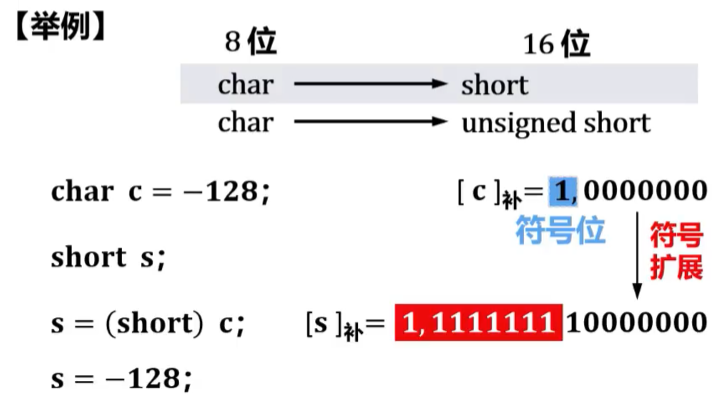 【举例】
8位 16位
char → short
char → unsigned short
char c = −128; [ c ]补= 1,0000000
符号位 符号
扩展
short s;
s = (short) c; [s ]补= 1,1111111 10000000
s = −128;